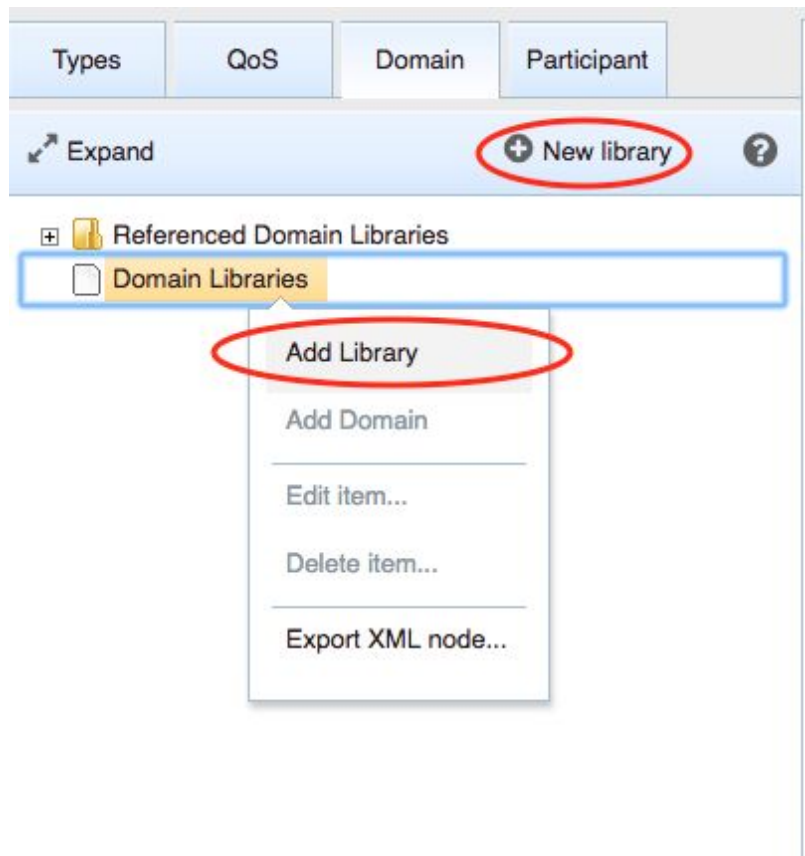 Types QoS Domain Participant
Expand New library ?
Referenced Domain Libraries
Domain Libraries
Add Library
Add Domain
Edit item...
Delete item...
Export XML node...